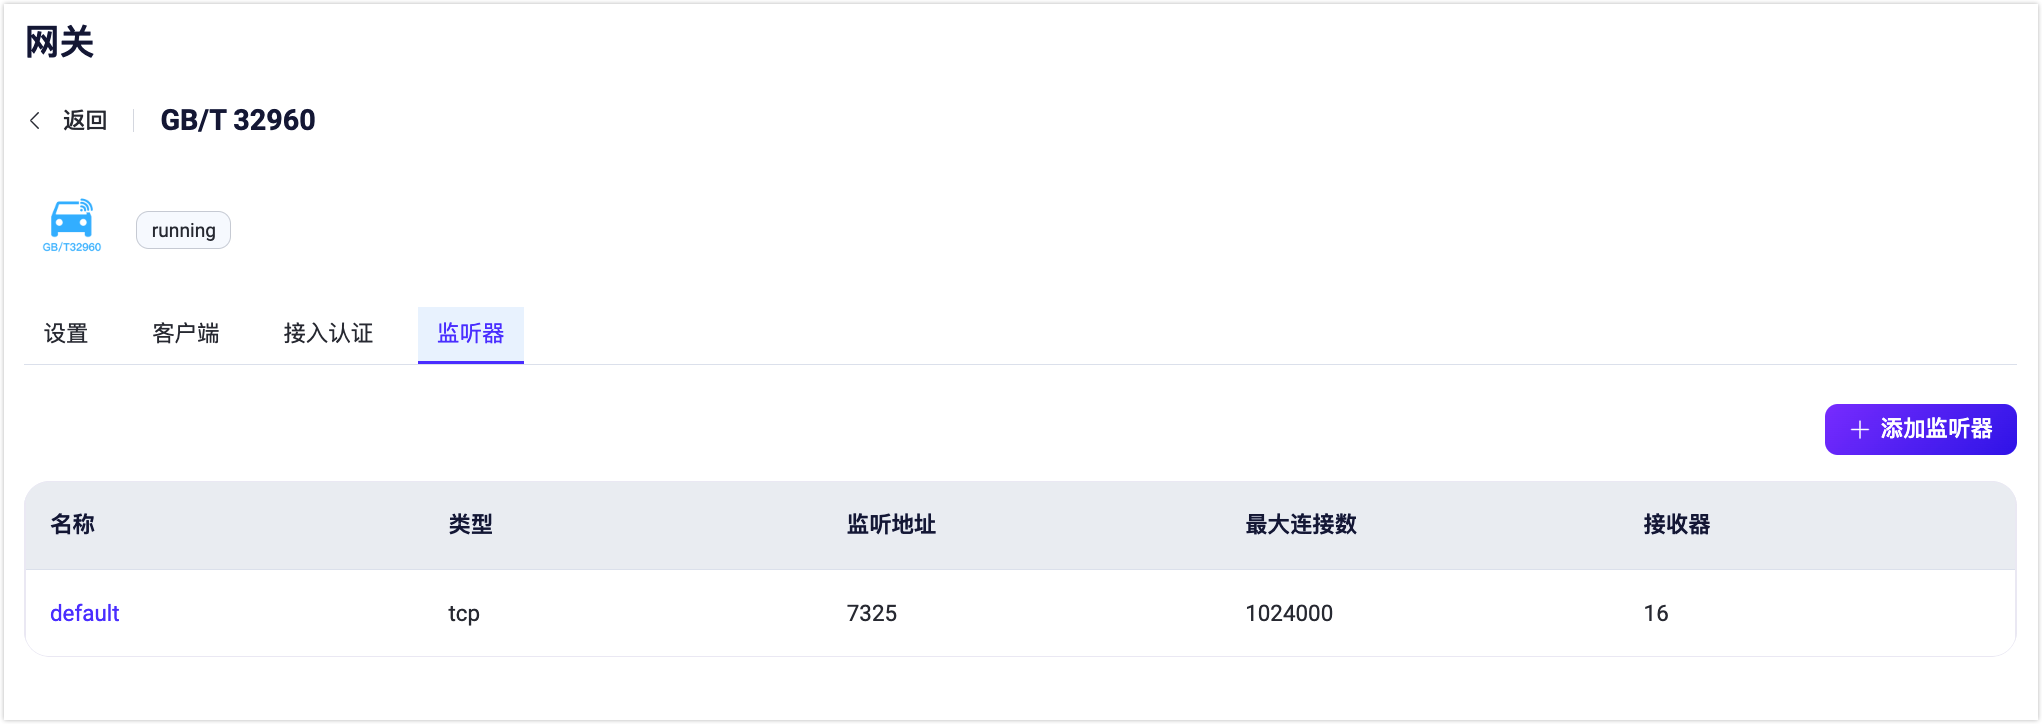 网关
返回 GB/T 32960
GB/T32960
running
设置 客户端 接入认证 监听器
添加监听器
名称 类型 监听地址 最大连接数 接收器
default tcp 7325 1024000 16